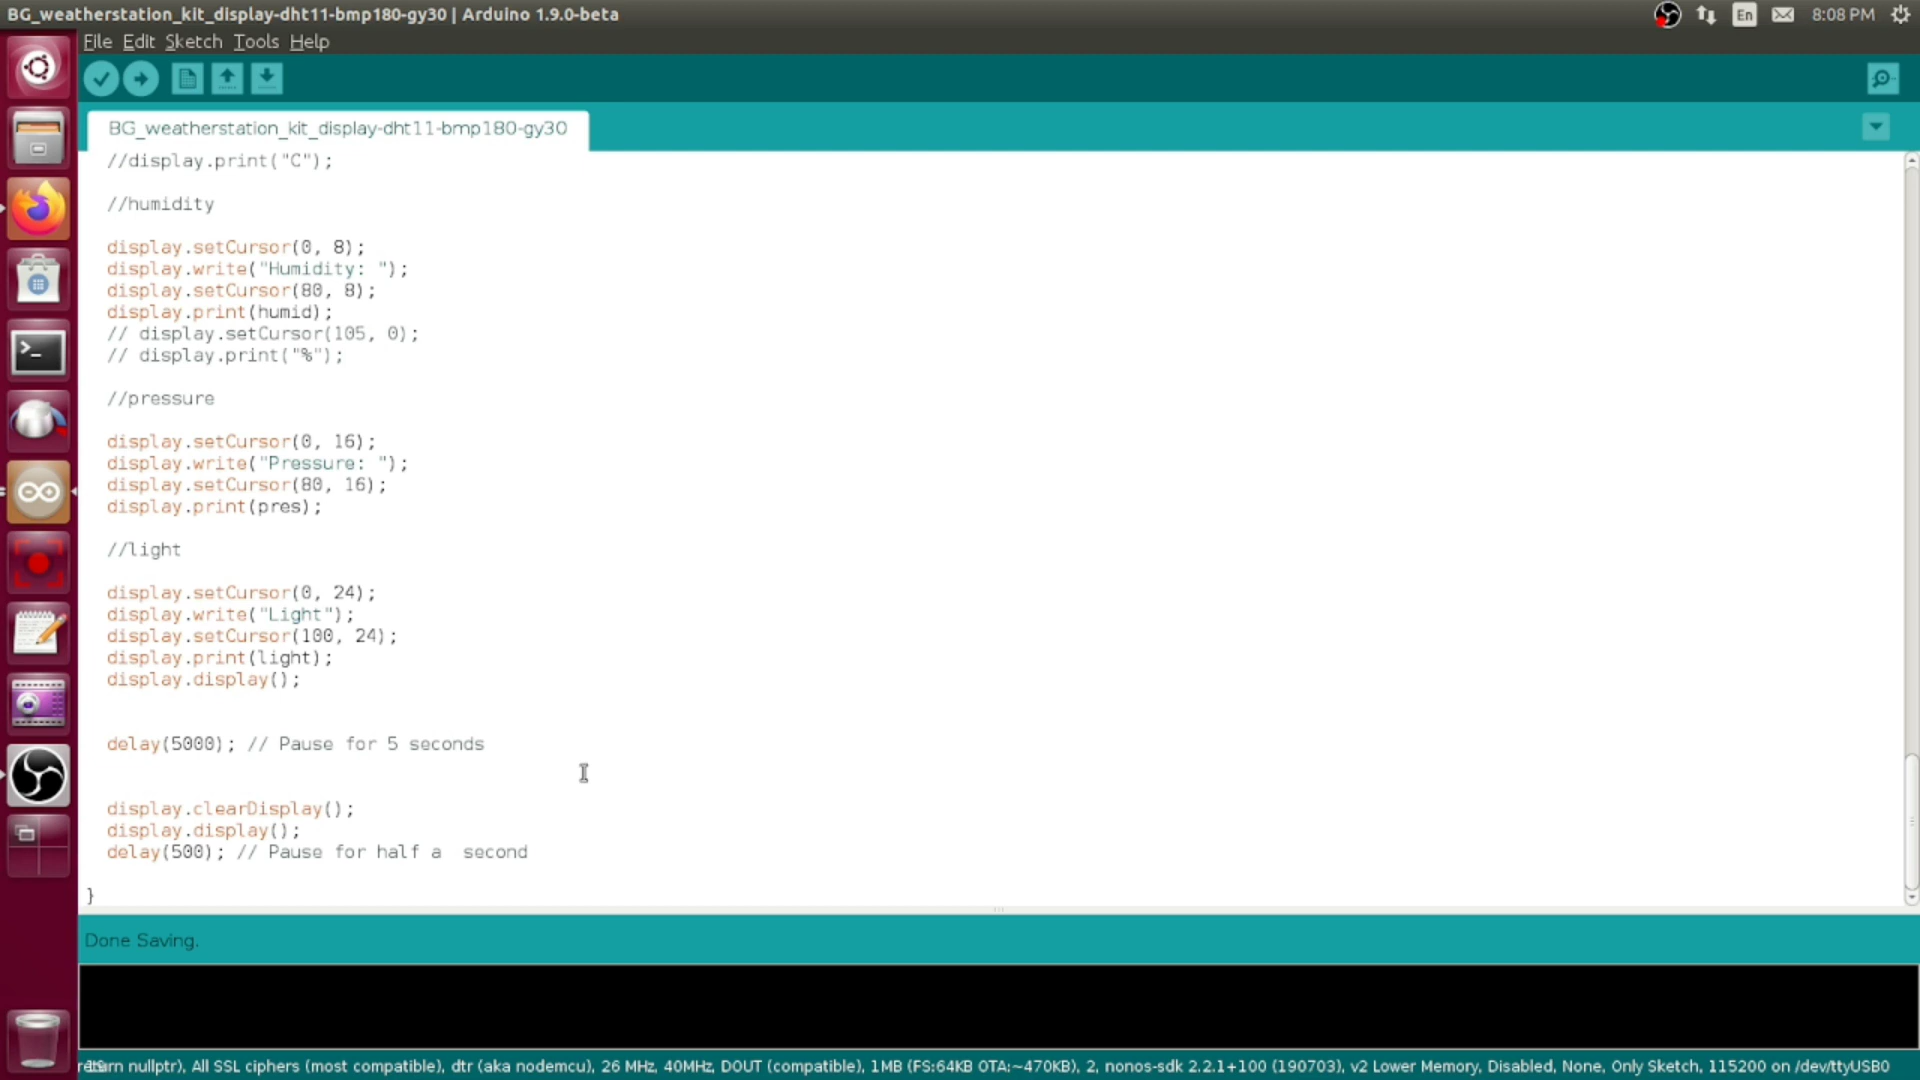 BG_weatherstation_kit_display-dht11-bmp180-gy30 | Arduino 1.9.0-beta
En
8:08 PM
File Edit Sketch Tools Help
BG_weatherstation_kit_display-dht11-bmp180-gy30
//display.print("C");
//humidity
display.setCursor(0, 8);
display.write("Humidity: ");
display.setCursor(80, 8);
display.print(humid);
// display.setCursor(105, 0);
// display.print("%");
//pressure
display.setCursor(0, 16);
display.write("Pressure: ");
display.setCursor(80, 16);
display.print(pres);
//light
display.setCursor(0, 24);
display.write("Light");
display.setCursor(100, 24);
display.print(light);
display.display();
delay(5000); // Pause for 5 seconds
display.clearDisplay();
display.display();
delay(500); // Pause for half a  second
}
Done Saving.
nullptr), All SSL ciphers (most compatible), dtr (aka nodemcu), 26 MHz, 40MHz, DOUT (compatible), 1MB (FS:64KB OTA:~470KB), 2, nonos-sdk 2.2.1+100 (190703), v2 Lower Memory, Disabled, None, Only Sketch, 115200 on /dev/ttyUSB0